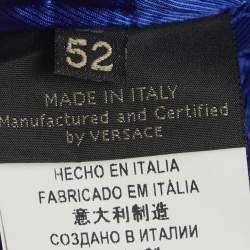 52
MADE IN ITALY
Manufactured and Certified
by VERSACE
HECHO EN ITALIA
FABRICADO EM ITÁLIA
意大利制造
СОЗДАНО В ИТАЛИИ